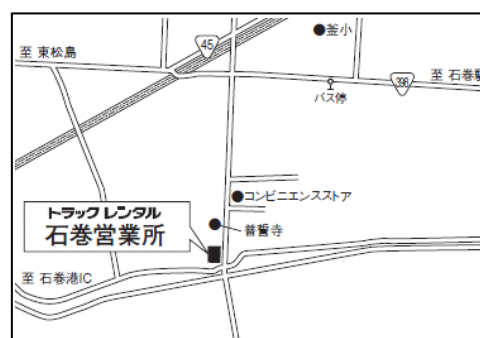 45
釜小
至 東松島
398
至 石巻駅
バス停
コンビニエンスストア
トラック レンタル
石巻営業所
普誓寺
至 石巻港IC